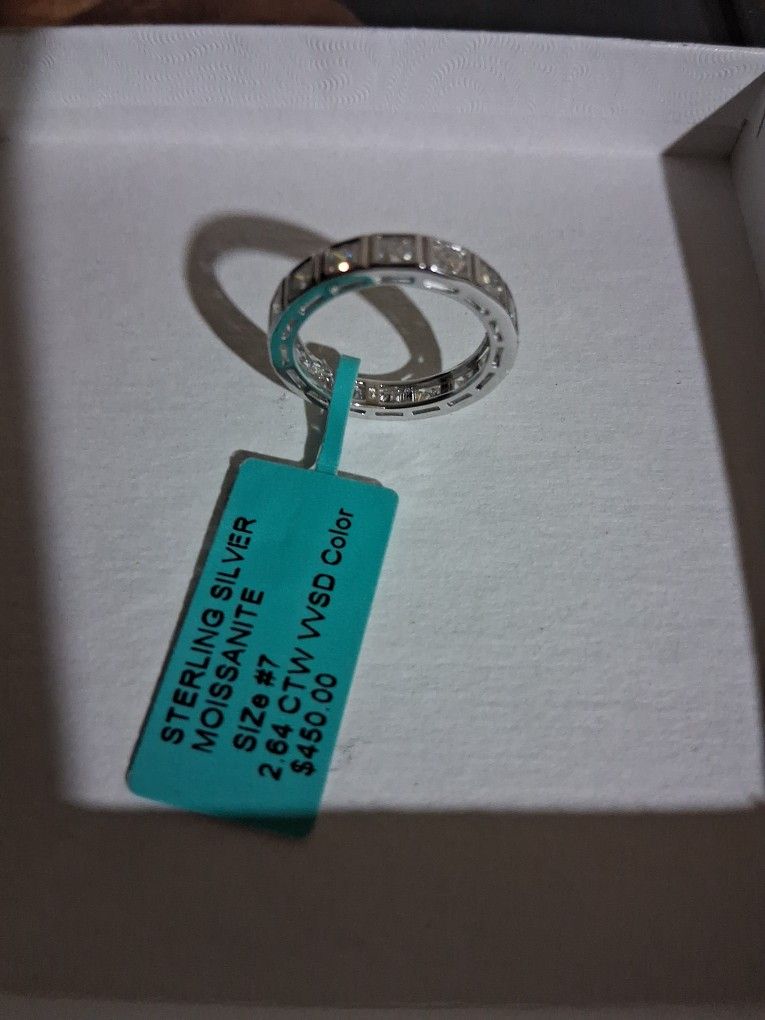 STERLING SILVER
MOISSANITE
SIZe #7
2.64 CTW VVSD Color
$450.00